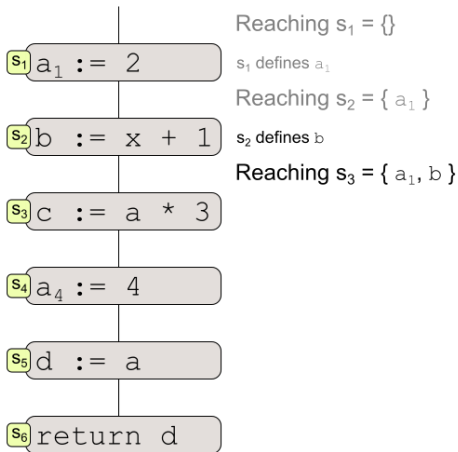 Reaching s₁ = {}
s₁ a₁ := 2
s₁ defines a₁
Reaching s₂ = { a₁ }
s₂ b := x + 1
s₂ defines b
Reaching s₃ = { a₁, b }
s₃ c := a * 3
s₄ a₄ := 4
s₅ d := a
s₆ return d